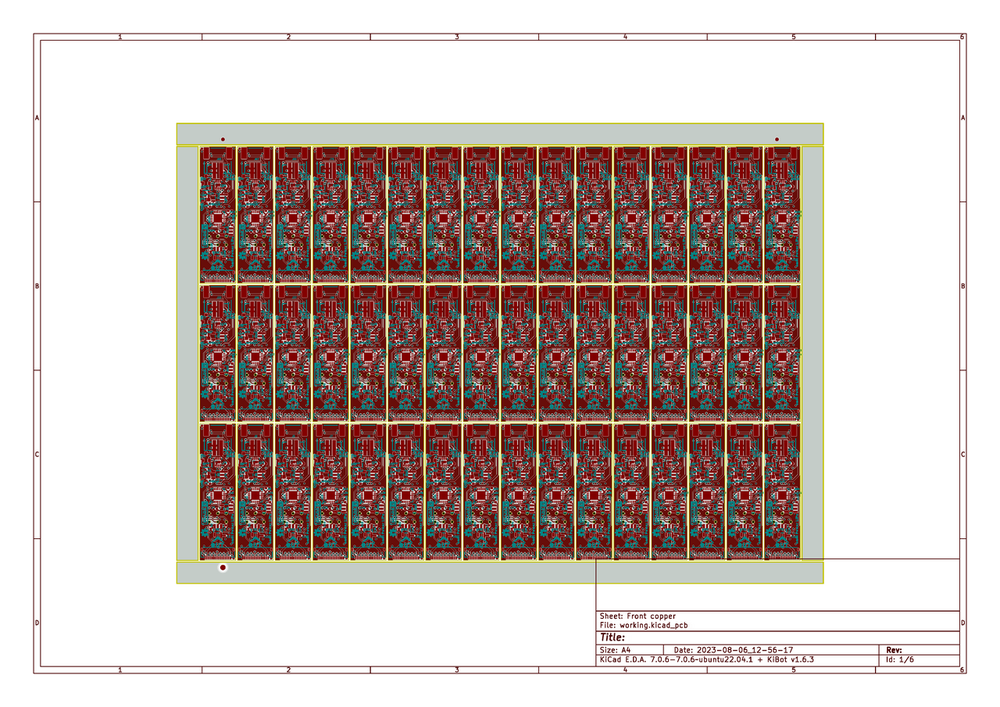 1 2 3 4 5 6
A A
B B
C C
D D
Sheet: Front copper
File: working.kicad_pcb
Title:
Size: A4 Date: 2023-08-06_12-56-17 Rev:
KiCad E.D.A. 7.0.6-7.0.6-ubuntu22.04.1 + KiBot v1.6.3 Id: 1/6
1 2 3 4 5 6